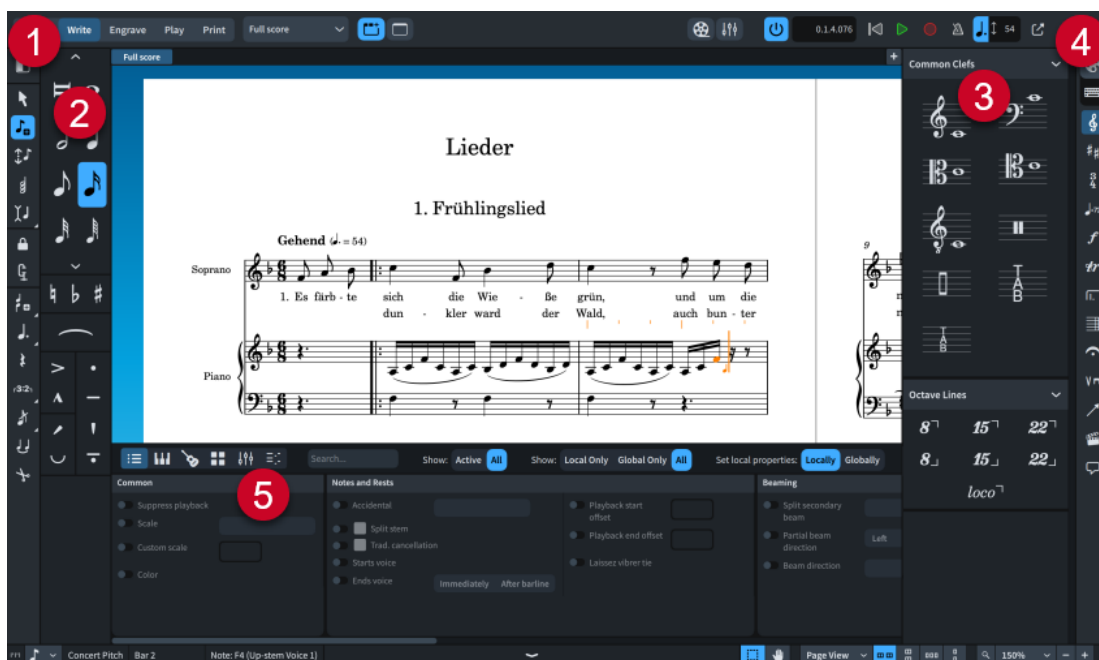 1
Write Engrave Play Print Full score 0.1.4.076 54
4
2
Full score
Common Clefs
3
Lieder
1. Frühlingslied
Gehend (♩. = 54)
9
Soprano
1. Es färb - te sich die Wie - ße grün, und um die
dun - kler ward der Wald, auch bun - ter
Piano
Octave Lines
8 15 22
8 15 22
loco
Search... Show: Active All Show: Local Only Global Only All Set local properties: Locally Globally
5
Common
Suppress playback
Scale
Custom scale
Color
Notes and Rests
Accidental
Split stem
Trad. cancellation
Starts voice
Ends voice Immediately After barline
Playback start
offset
Playback end offset
Laissez vibrer tie
Beaming
Split secondary
beam
Partial beam
direction Left
Beam direction
Concert Pitch Bar 2 Note: F4 (Up-stem Voice 1) Page View 150%